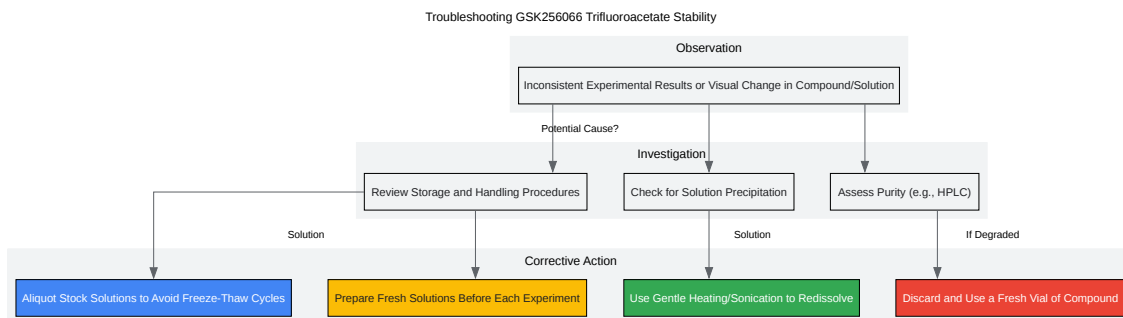 Troubleshooting GSK256066 Trifluoroacetate Stability
Observation
Inconsistent Experimental Results or Visual Change in Compound/Solution
Potential Cause?
Investigation
Review Storage and Handling Procedures
Check for Solution Precipitation
Assess Purity (e.g., HPLC)
Solution
Solution
If Degraded
Corrective Action
Aliquot Stock Solutions to Avoid Freeze-Thaw Cycles
Prepare Fresh Solutions Before Each Experiment
Use Gentle Heating/Sonication to Redissolve
Discard and Use a Fresh Vial of Compound